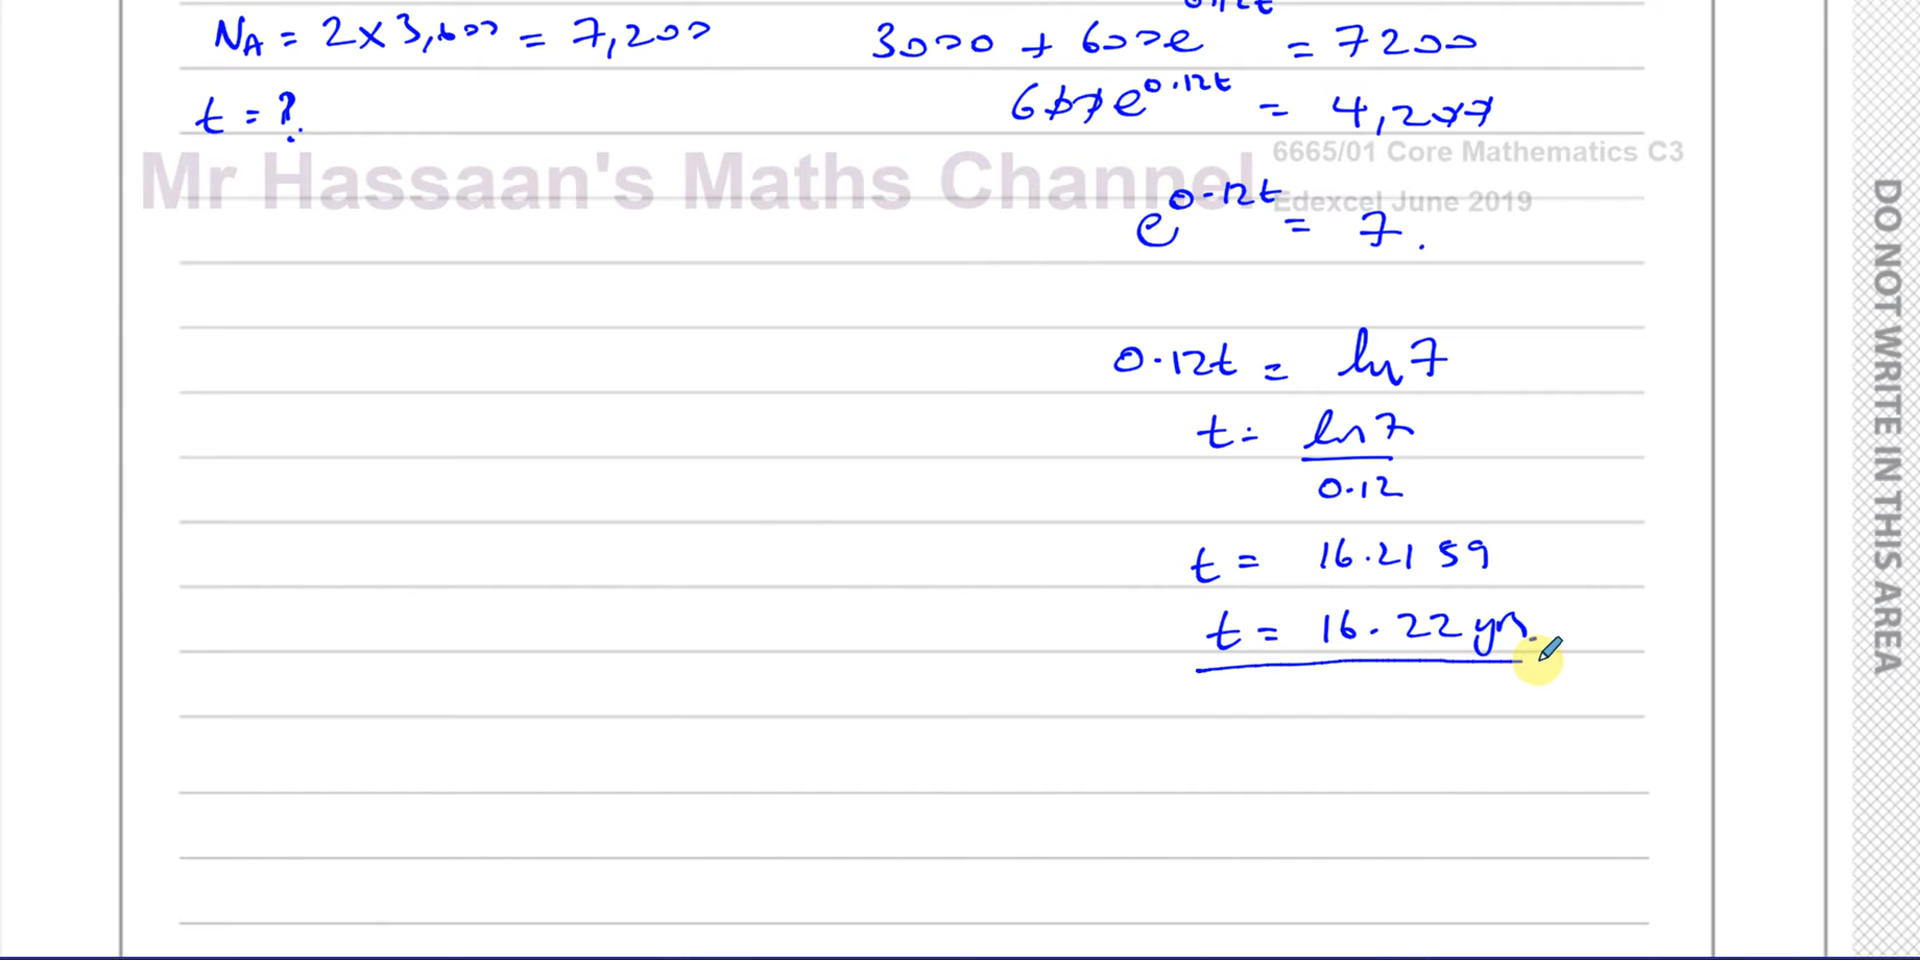 N_A = 2 x 3,600 = 7,200
3000 + 600e^0.12t = 7200
t = ?
600e^0.12t = 4,200
Mr Hassaan's Maths Channel
6665/01 Core Mathematics C3
Edexcel June 2019
e^0.12t = 7.
0.12t = ln 7
t = ln 7
0.12
t = 16.2159
t = 16.22 yrs.
DO NOT WRITE IN THIS AREA